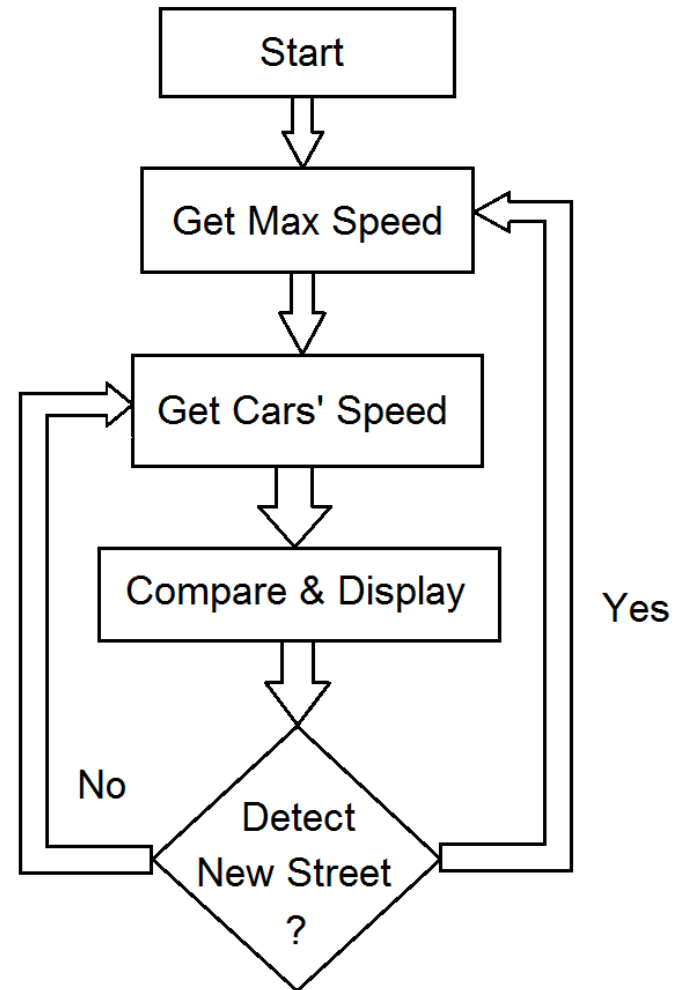 Start
Get Max Speed
Get Cars' Speed
Compare & Display
Yes
No
Detect
New Street
?